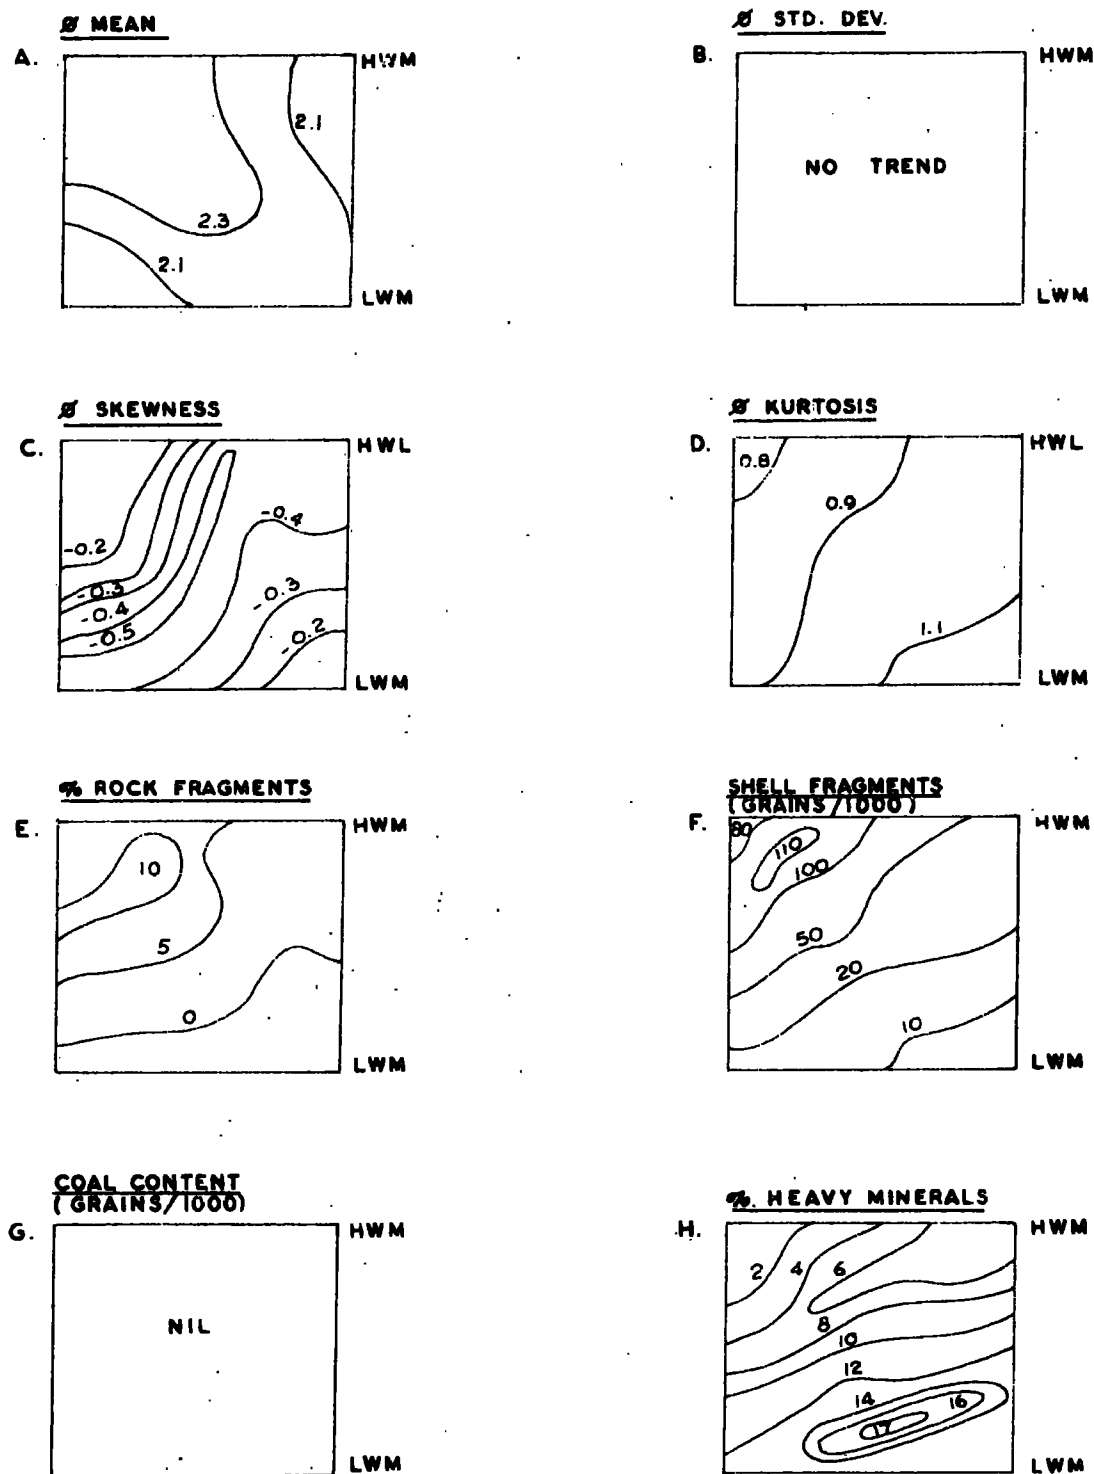 Ø MEAN
A.
HWM
2.1
2.3
2.1
LWM
Ø STD. DEV.
B.
HWM
NO TREND
LWM
Ø SKEWNESS
C.
HWL
-0.4
-0.2
-0.3
-0.3
-0.4
-0.5
-0.2
LWM
Ø KURTOSIS
D.
HWL
0.8
0.9
1.1
LWM
% ROCK FRAGMENTS
E.
HWM
10
5
0
LWM
SHELL FRAGMENTS
(GRAINS/1000)
F.
HWM
80
110
100
50
20
10
LWM
COAL CONTENT
(GRAINS/1000)
G.
HWM
NIL
LWM
% HEAVY MINERALS
H.
HWM
2
4
6
8
10
12
14
16
17
LWM